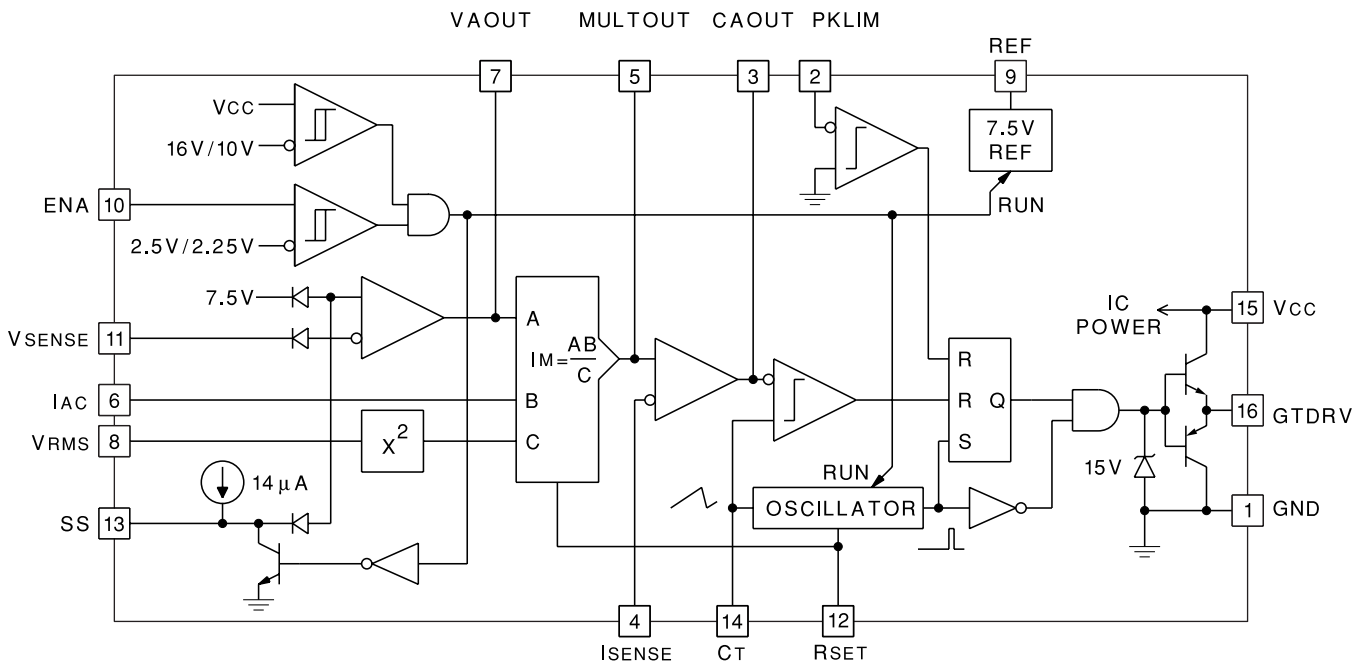 VAOUT MULTOUT CAOUT PKLIM
REF
7 5 3 2 9
VCC
16V/10V
7.5V
REF
ENA 10
RUN
2.5V/2.25V
7.5V
VSENSE 11
A
IM=AB/C
IC
POWER
15 VCC
R
IAC 6
B
R Q
16 GTDRV
VRMS 8
X²
C
S
15V
RUN
14 µA
SS 13
OSCILLATOR
1 GND
4 14 12
ISENSE CT RSET